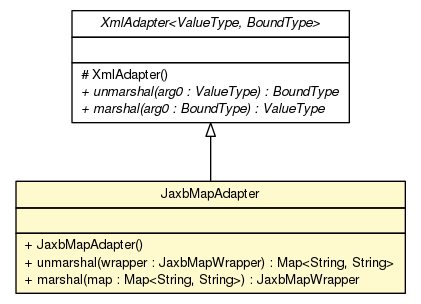 XmlAdapter<ValueType, BoundType>
# XmlAdapter()
+ unmarshal(arg0 : ValueType) : BoundType
+ marshal(arg0 : BoundType) : ValueType
JaxbMapAdapter
+ JaxbMapAdapter()
+ unmarshal(wrapper : JaxbMapWrapper) : Map<String, String>
+ marshal(map : Map<String, String>) : JaxbMapWrapper